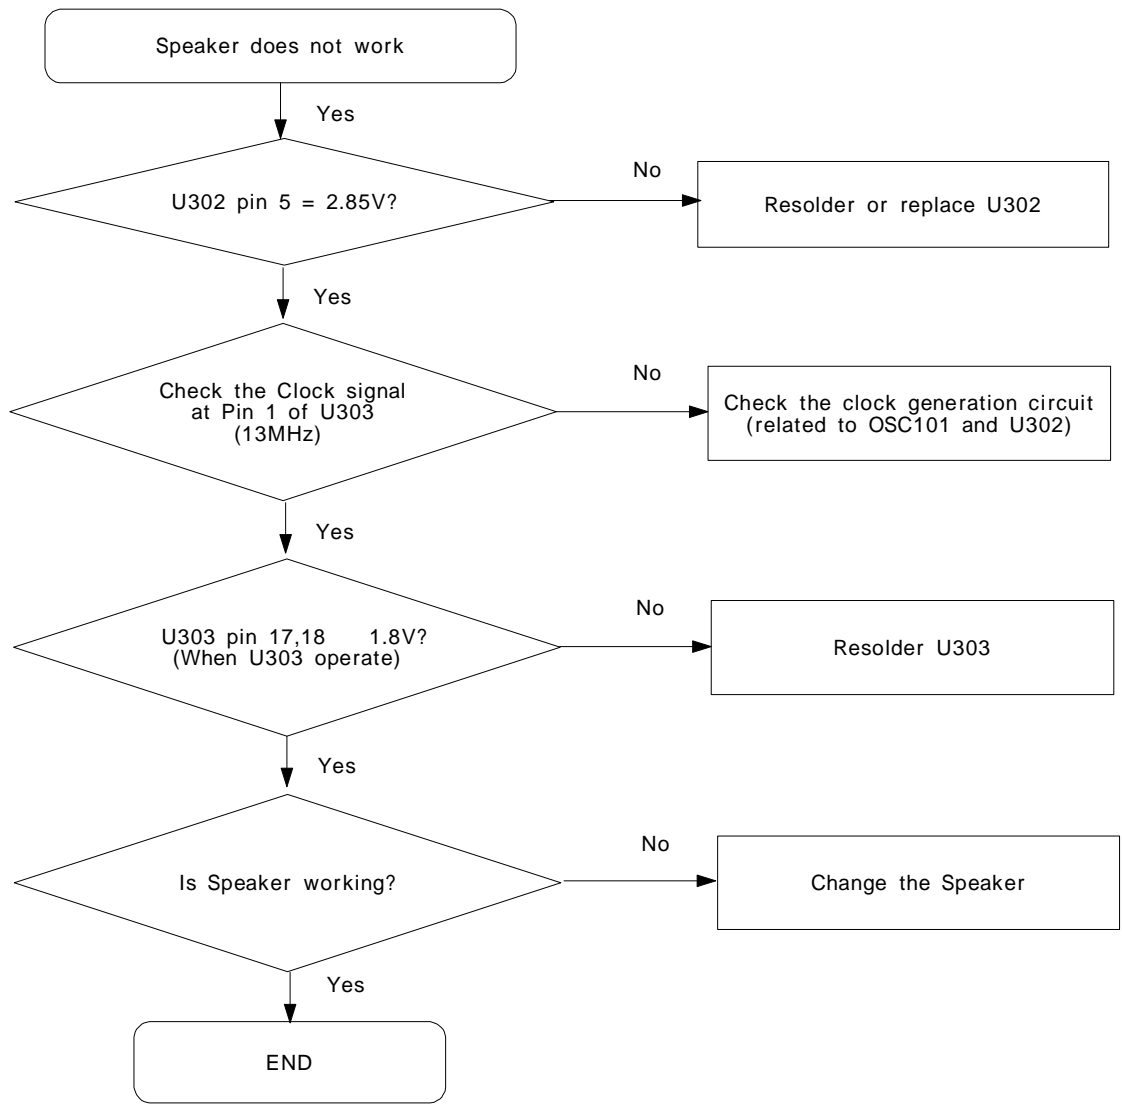 Speaker does not work
Yes
U302 pin 5 = 2.85V?
No
Resolder or replace U302
Yes
Check the Clock signal
at Pin 1 of U303
(13MHz)
No
Check the clock generation circuit
(related to OSC101 and U302)
Yes
U303 pin 17,18 1.8V?
(When U303 operate)
No
Resolder U303
Yes
Is Speaker working?
No
Change the Speaker
Yes
END